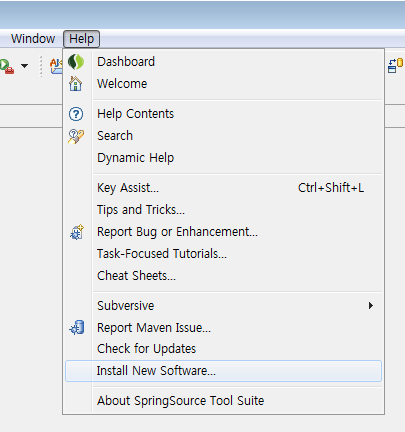 Window Help
Dashboard
Welcome
Help Contents
Search
Dynamic Help
Key Assist... Ctrl+Shift+L
Tips and Tricks...
Report Bug or Enhancement...
Task-Focused Tutorials...
Cheat Sheets...
Subversive
Report Maven Issue...
Check for Updates
Install New Software...
About SpringSource Tool Suite